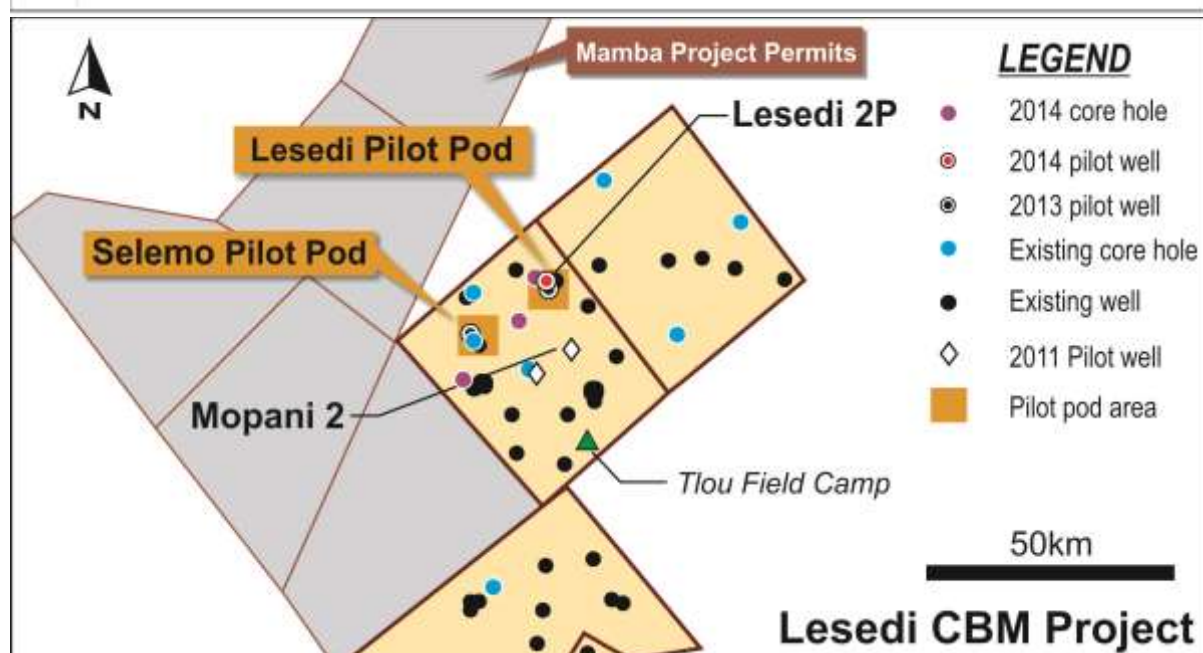 Mamba Project Permits
LEGEND
N
Lesedi 2P
2014 core hole
Lesedi Pilot Pod
2014 pilot well
2013 pilot well
Selemo Pilot Pod
Existing core hole
Existing well
2011 Pilot well
Mopani 2
Pilot pod area
Tlou Field Camp
50km
Lesedi CBM Project